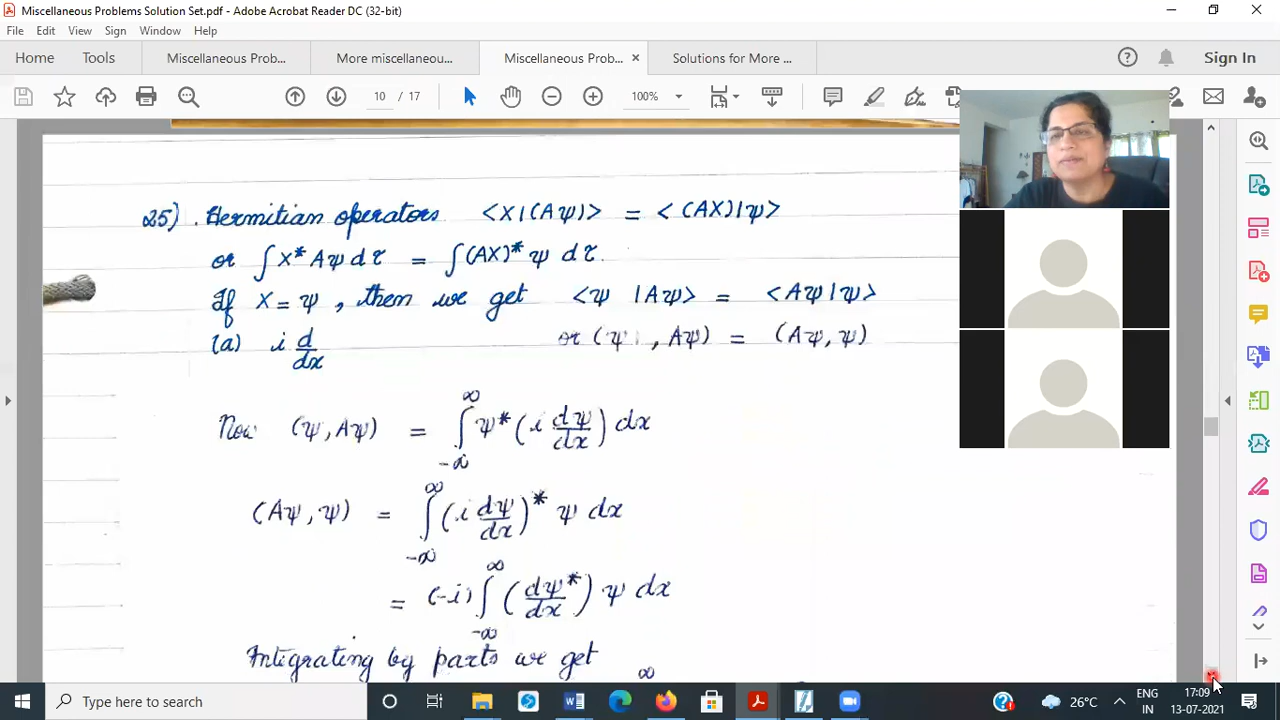 Miscellaneous Problems Solution Set.pdf - Adobe Acrobat Reader DC (32-bit)
File Edit View Sign Window Help
Home Tools Miscellaneous Prob... More miscellannou... Miscellaneous Prob... × Solutions for More ... Sign In
10 / 17 100%
25). Hermitian operators <X|(Aψ)> = <(AX)|ψ>
or ∫X* Aψ dτ = ∫(AX)* ψ dτ.
If X = ψ, then we get <ψ |Aψ> = <Aψ|ψ>
(a) i d/dx or (ψ , Aψ) = (Aψ, ψ)
Now (ψ, Aψ) = ∫_{-∞}^{∞} ψ* (i dψ/dx) dx
(Aψ, ψ) = ∫_{-∞}^{∞} (i dψ/dx)* ψ dx
= (-i) ∫_{-∞}^{∞} (dψ*/dx) ψ dx
Integrating by parts we get
∞
Type here to search
26°C
ENG
IN
17:09
13-07-2021